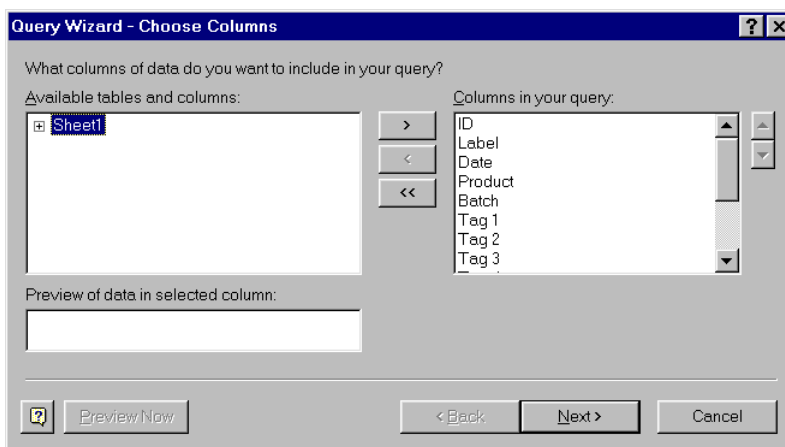 Query Wizard - Choose Columns
What columns of data do you want to include in your query?
Available tables and columns:
Columns in your query:
Sheet1
>
<
<<
ID
Label
Date
Product
Batch
Tag 1
Tag 2
Tag 3
Preview of data in selected column:
Preview Now
< Back
Next >
Cancel